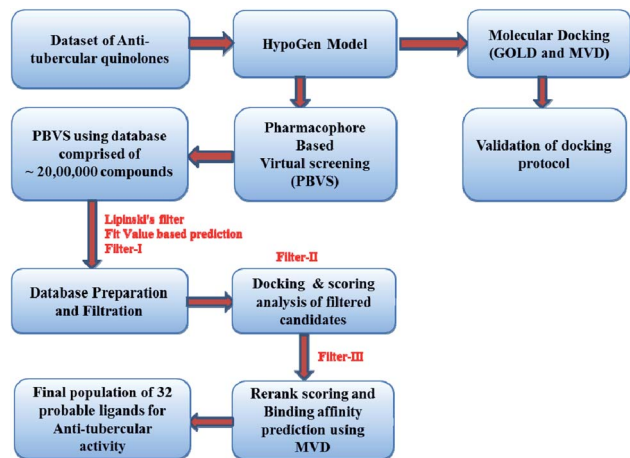 Dataset of Anti-
tubercular quinolones
HypoGen Model
Molecular Docking
(GOLD and MVD)
PBVS using database
comprised of
~ 20,00,000 compounds
Pharmacophore
Based
Virtual screening
(PBVS)
Validation of docking
protocol
Lipinski's filter
Fit Value based prediction
Filter-I
Filter-II
Database Preparation
and Filtration
Docking & scoring
analysis of filtered
candidates
Filter-III
Final population of 32
probable ligands for
Anti-tubercular
activity
Rerank scoring and
Binding affinity
prediction using
MVD